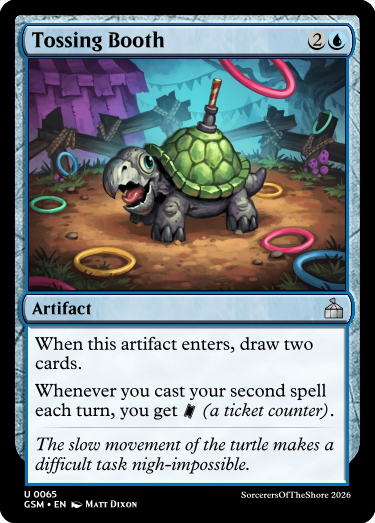 Tossing Booth 2
Artifact
When this artifact enters, draw two
cards.
Whenever you cast your second spell
each turn, you get (a ticket counter).
The slow movement of the turtle makes a
difficult task nigh-impossible.
U 0065
GSM • EN Matt Dixon
SorcerersOfTheShore 2026